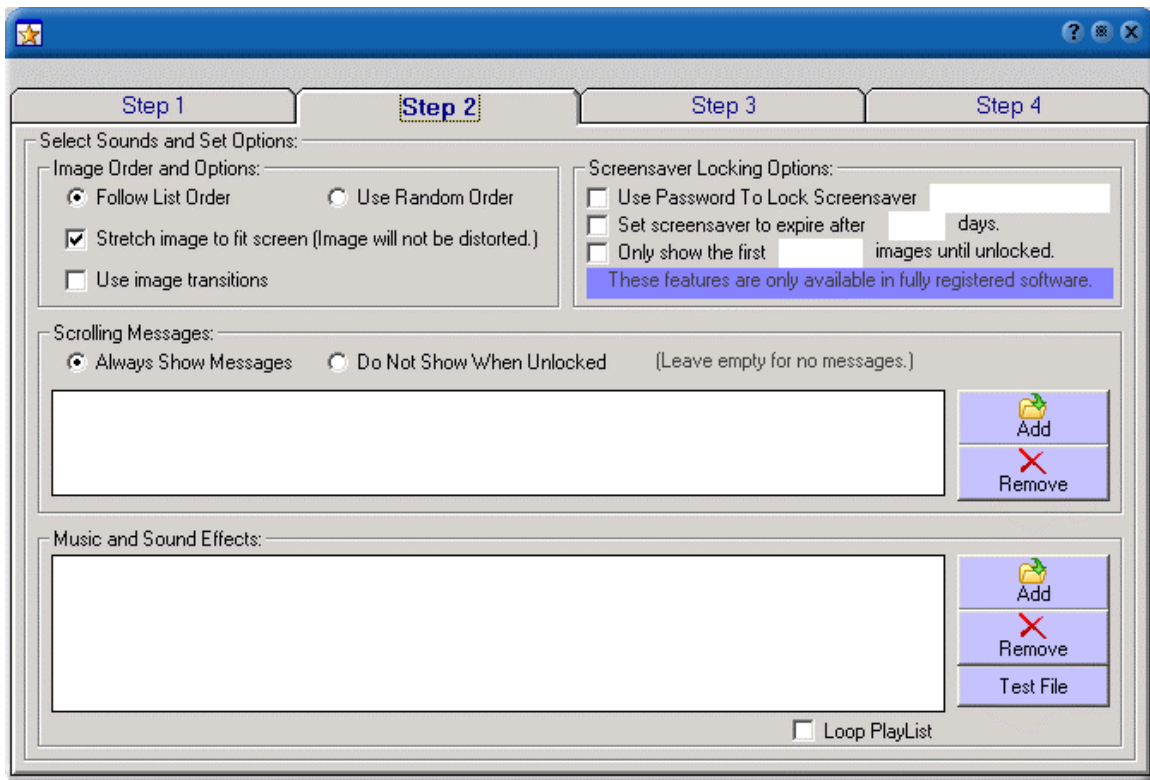 Step 1 Step 2 Step 3 Step 4
Select Sounds and Set Options:
Image Order and Options:
Follow List Order Use Random Order
Stretch image to fit screen (Image will not be distorted.)
Use image transitions
Screensaver Locking Options:
Use Password To Lock Screensaver
Set screensaver to expire after days.
Only show the first images until unlocked.
These features are only available in fully registered software.
Scrolling Messages:
Always Show Messages Do Not Show When Unlocked (Leave empty for no messages.)
Add
Remove
Music and Sound Effects:
Add
Remove
Test File
Loop PlayList